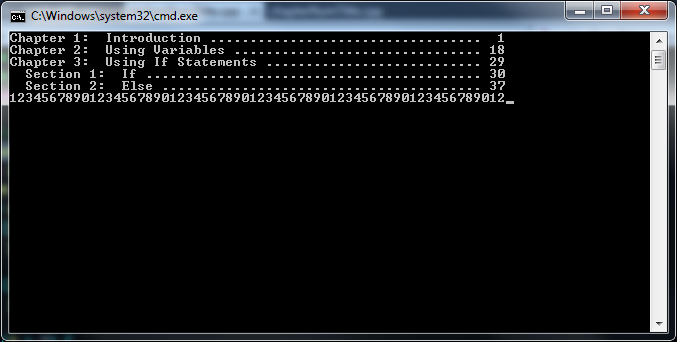 C:\Windows\system32\cmd.exe
Chapter 1:  Introduction ..................................  1
Chapter 2:  Using Variables ............................... 18
Chapter 3:  Using If Statements ........................... 29
  Section 1:  If .......................................... 30
  Section 2:  Else ........................................ 37
12345678901234567890123456789012345678901234567890123456789012_